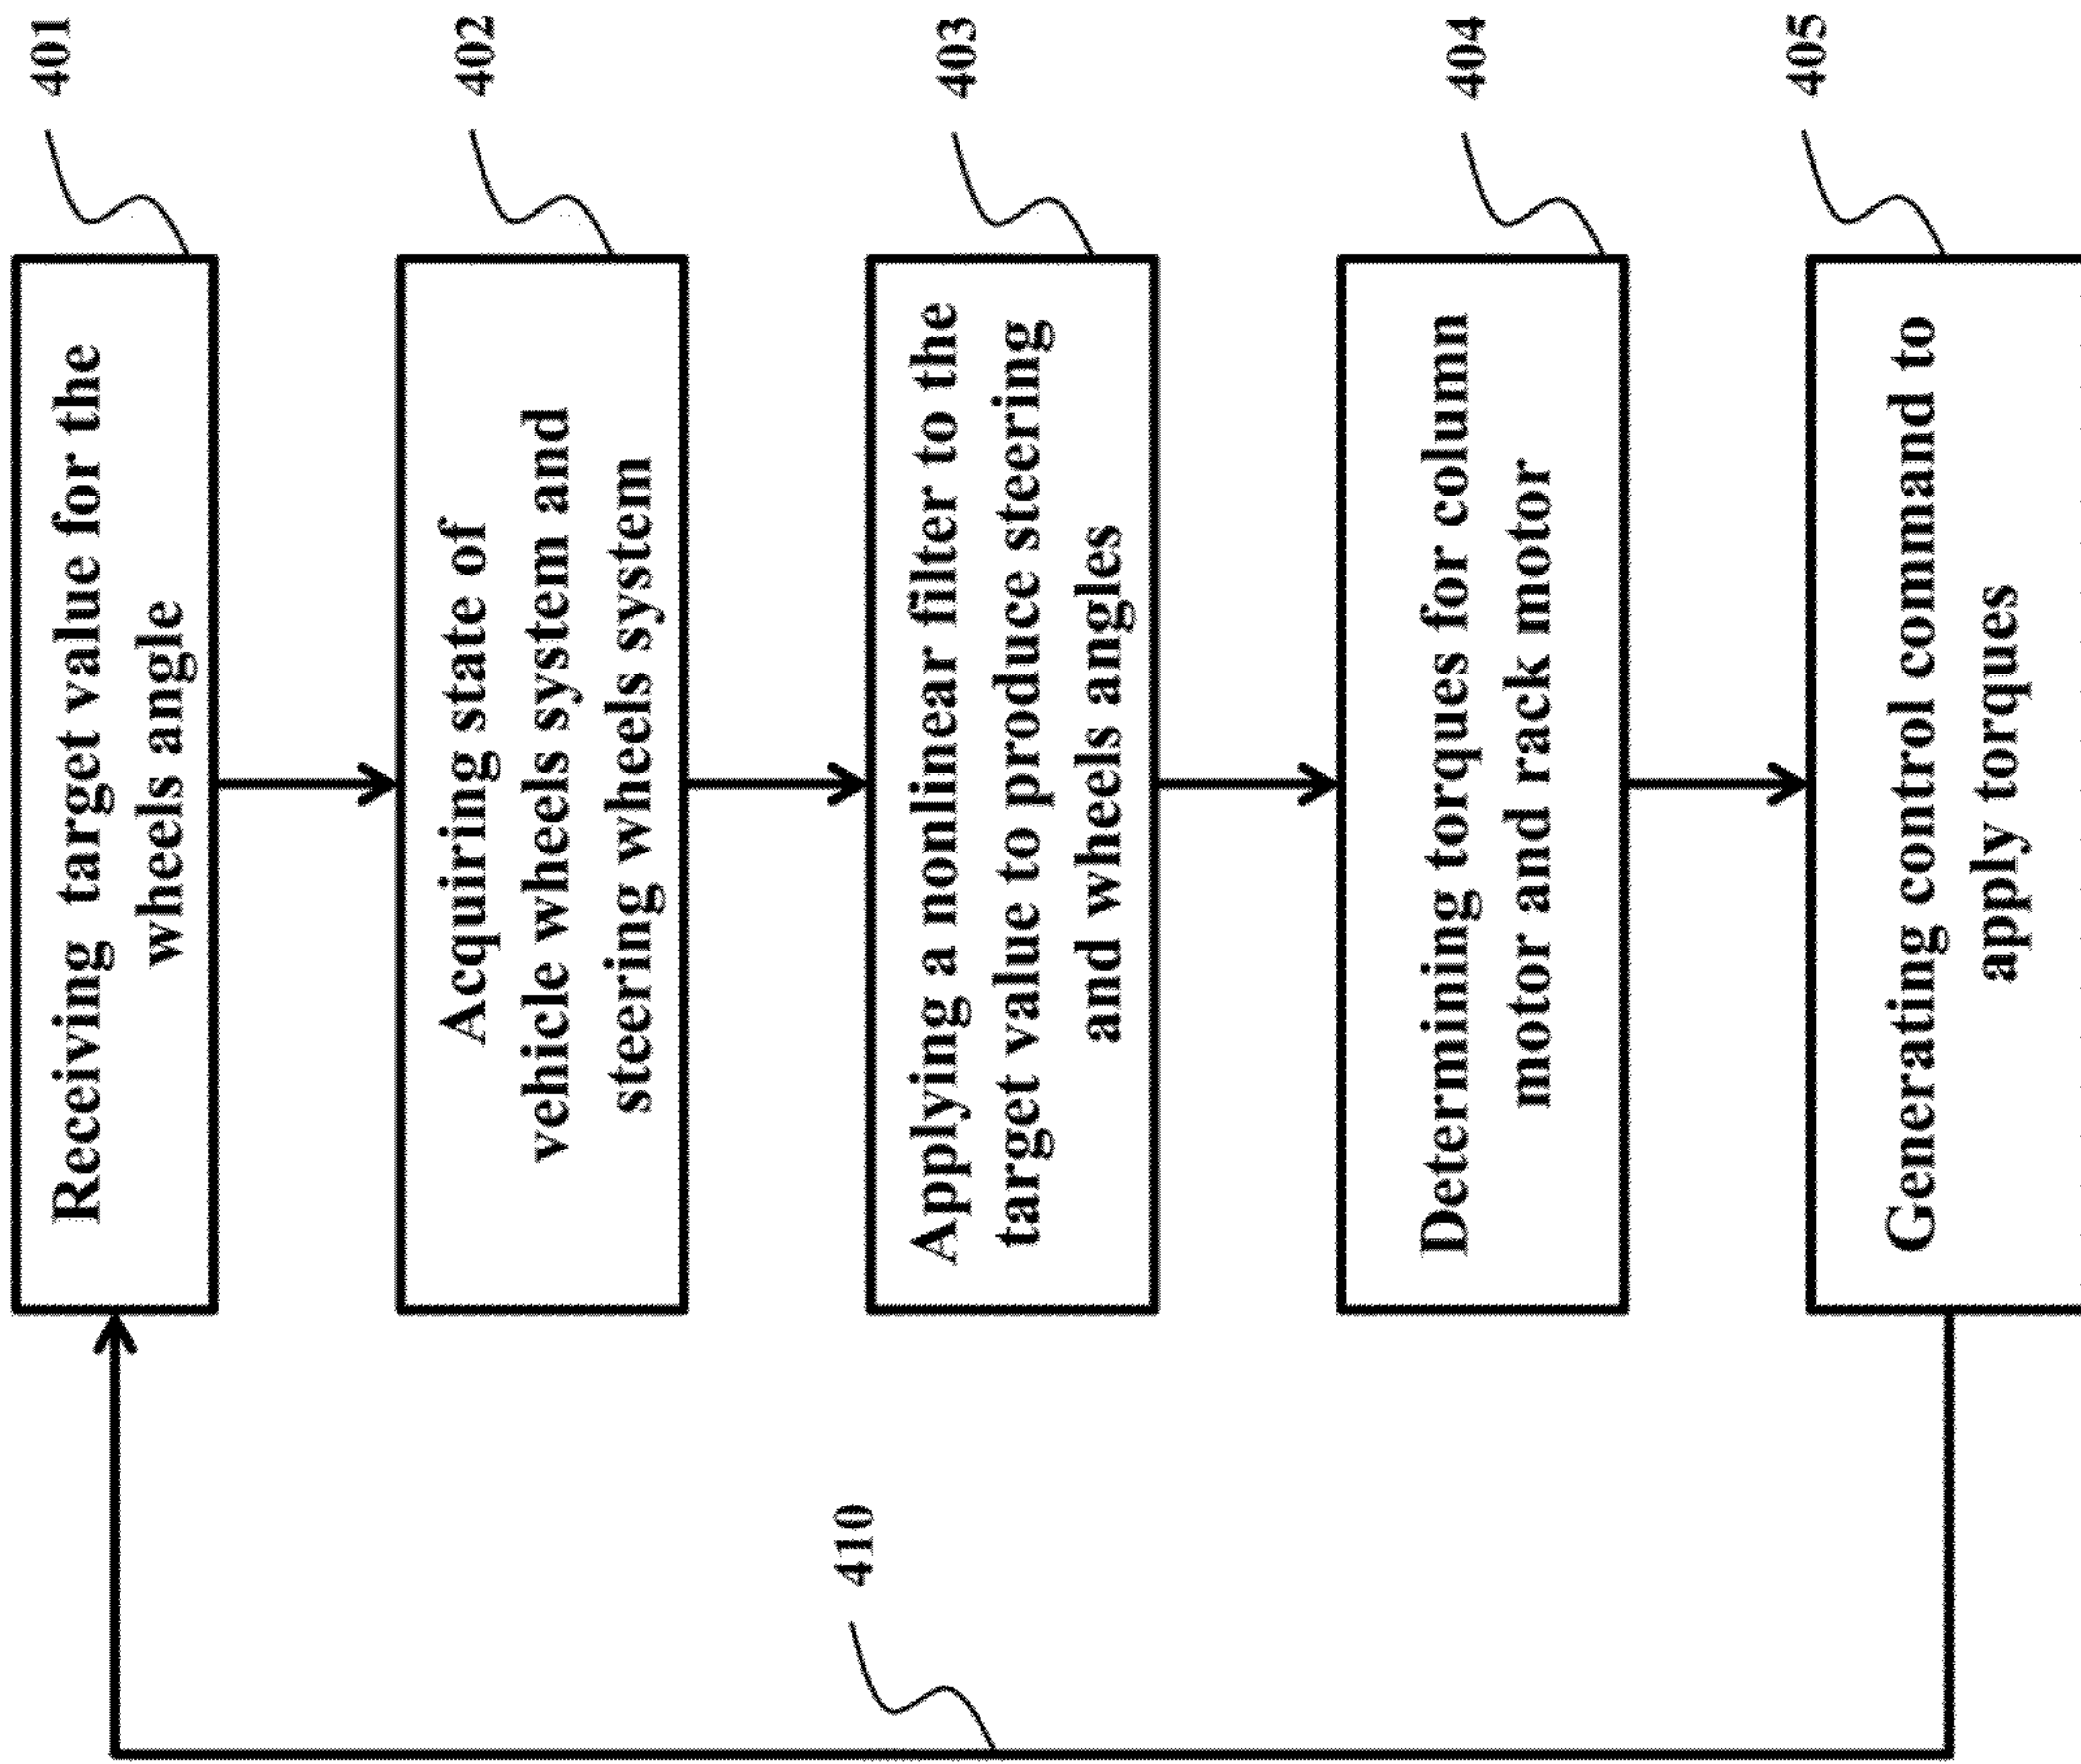 401
Receiving target value for the
wheels angle
402
Acquiring state of
vehicle wheels system and
steering wheels system
403
Applying a nonlinear filter to the
target value to produce steering
and wheels angles
404
Determining torques for column
motor and rack motor
405
Generating control command to
apply torques
410